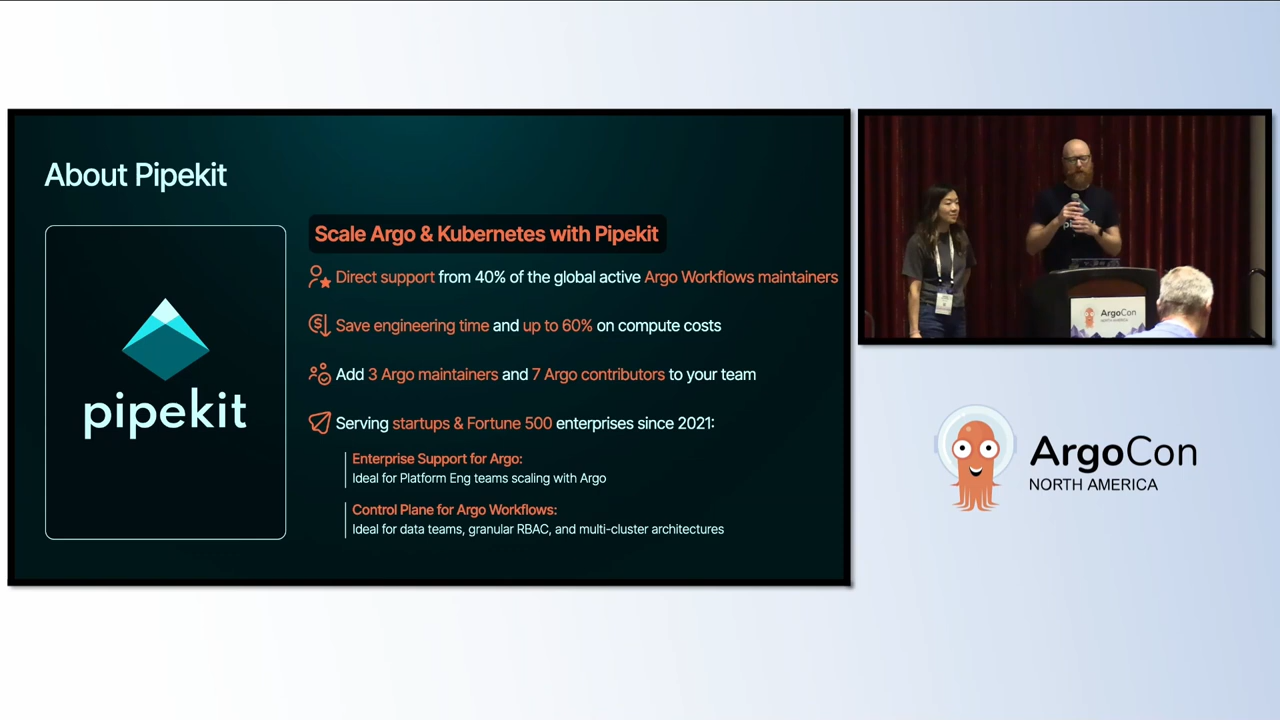 About Pipekit
pipekit
Scale Argo & Kubernetes with Pipekit
Direct support from 40% of the global active Argo Workflows maintainers
Save engineering time and up to 60% on compute costs
Add 3 Argo maintainers and 7 Argo contributors to your team
Serving startups & Fortune 500 enterprises since 2021:
Enterprise Support for Argo:
Ideal for Platform Eng teams scaling with Argo
Control Plane for Argo Workflows:
Ideal for data teams, granular RBAC, and multi-cluster architectures
ArgoCon
NORTH AMERICA
ArgoCon
NORTH AMERICA